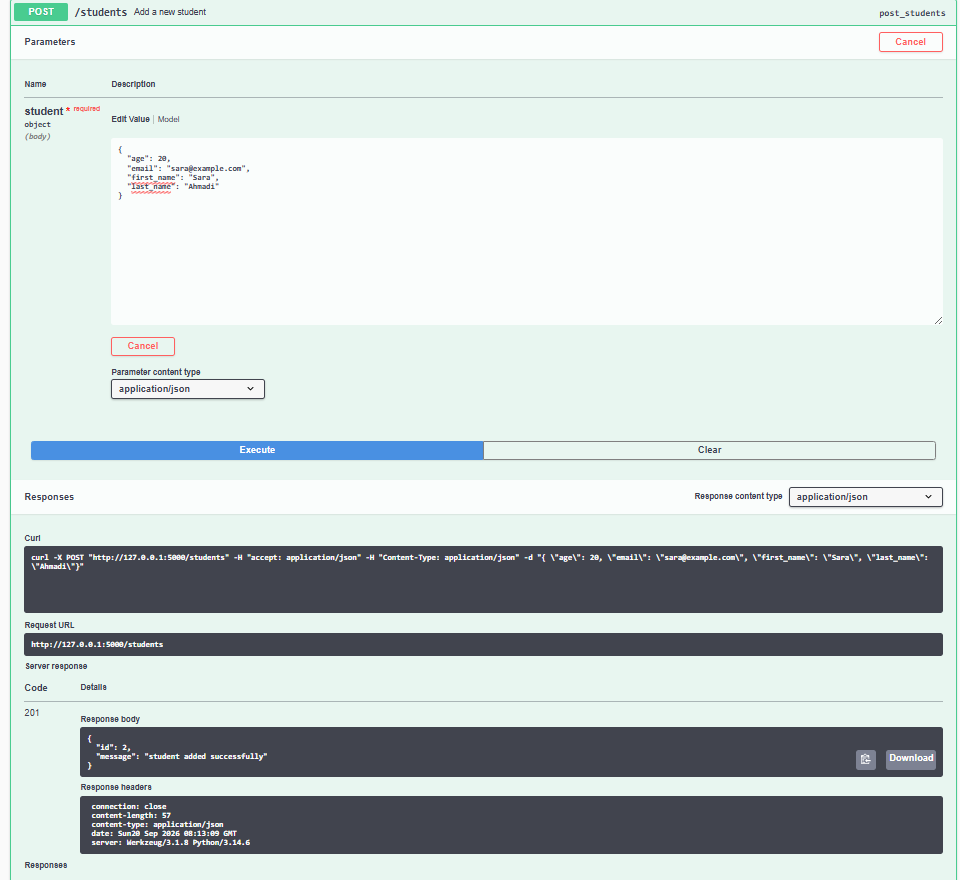 POST /students Add a new student post_students
Parameters Cancel
Name Description
student * required
object
(body)
Edit Value | Model
{
  "age": 20,
  "email": "sara@example.com",
  "first_name": "Sara",
  "last_name": "Ahmadi"
}
Cancel
Parameter content type
application/json
Execute Clear
Responses Response content type application/json
Curl
curl -X POST "http://127.0.0.1:5000/students" -H "accept: application/json" -H "Content-Type: application/json" -d "{ \"age\": 20, \"email\": \"sara@example.com\", \"first_name\": \"Sara\", \"last_name\":
\"Ahmadi\"}"
Request URL
http://127.0.0.1:5000/students
Server response
Code Details
201
Response body
{
  "id": 2,
  "message": "student added successfully"
}
Download
Response headers
connection: close
content-length: 57
content-type: application/json
date: Sun20 Sep 2026 08:13:09 GMT
server: Werkzeug/3.1.8 Python/3.14.6
Responses